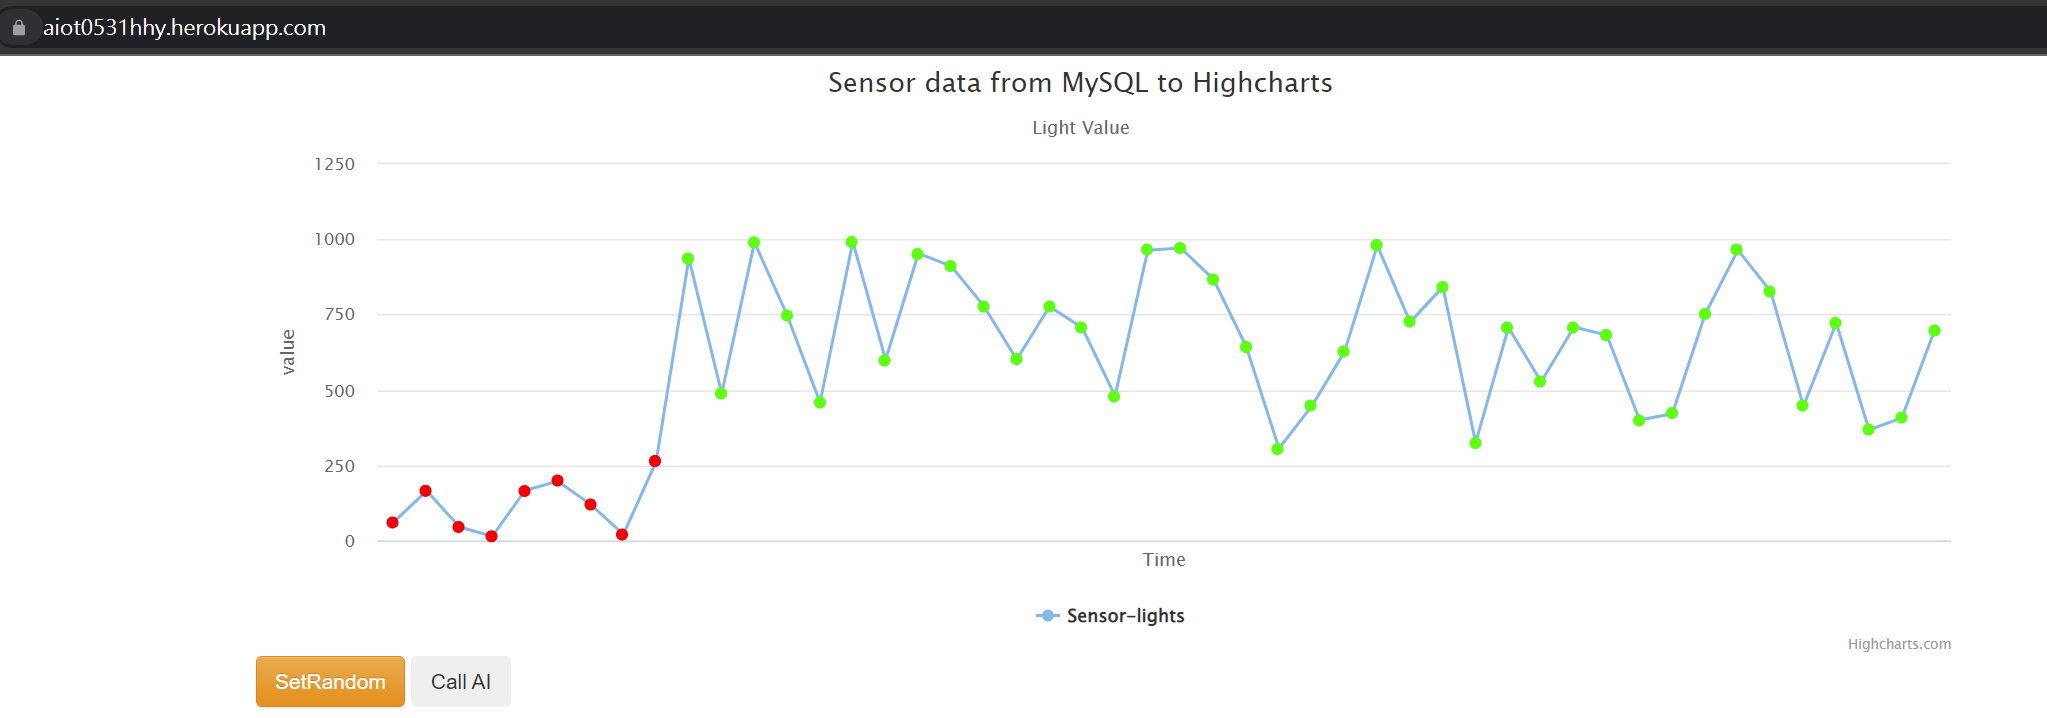 aiot0531hhy.herokuapp.com
Sensor data from MySQL to Highcharts
Light Value
1250
1000
750
500
250
0
value
Time
Sensor-lights
Highcharts.com
SetRandom
Call AI